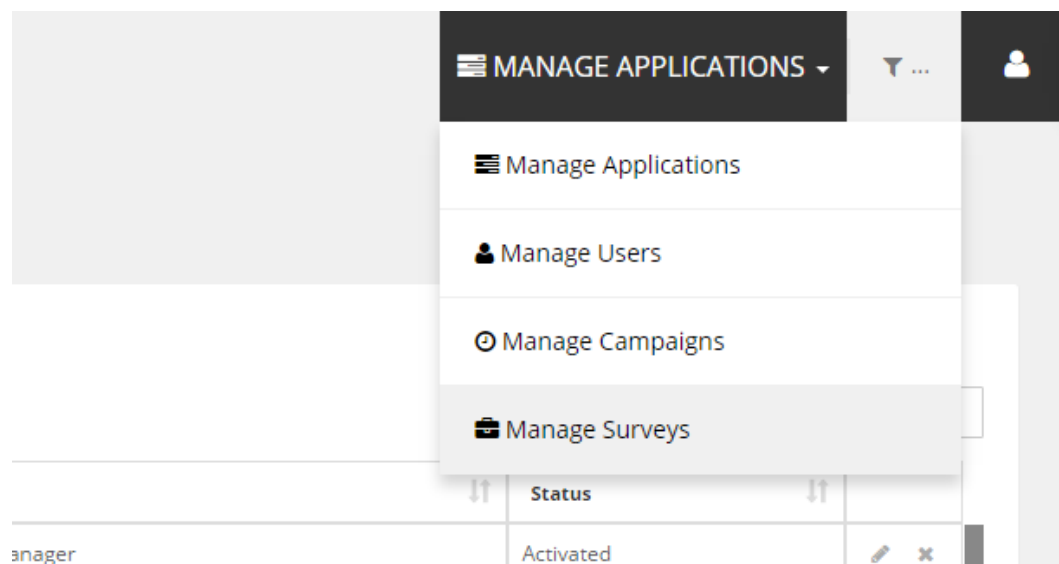 MANAGE APPLICATIONS
...
Manage Applications
Manage Users
Manage Campaigns
Manage Surveys
Status
anager
Activated